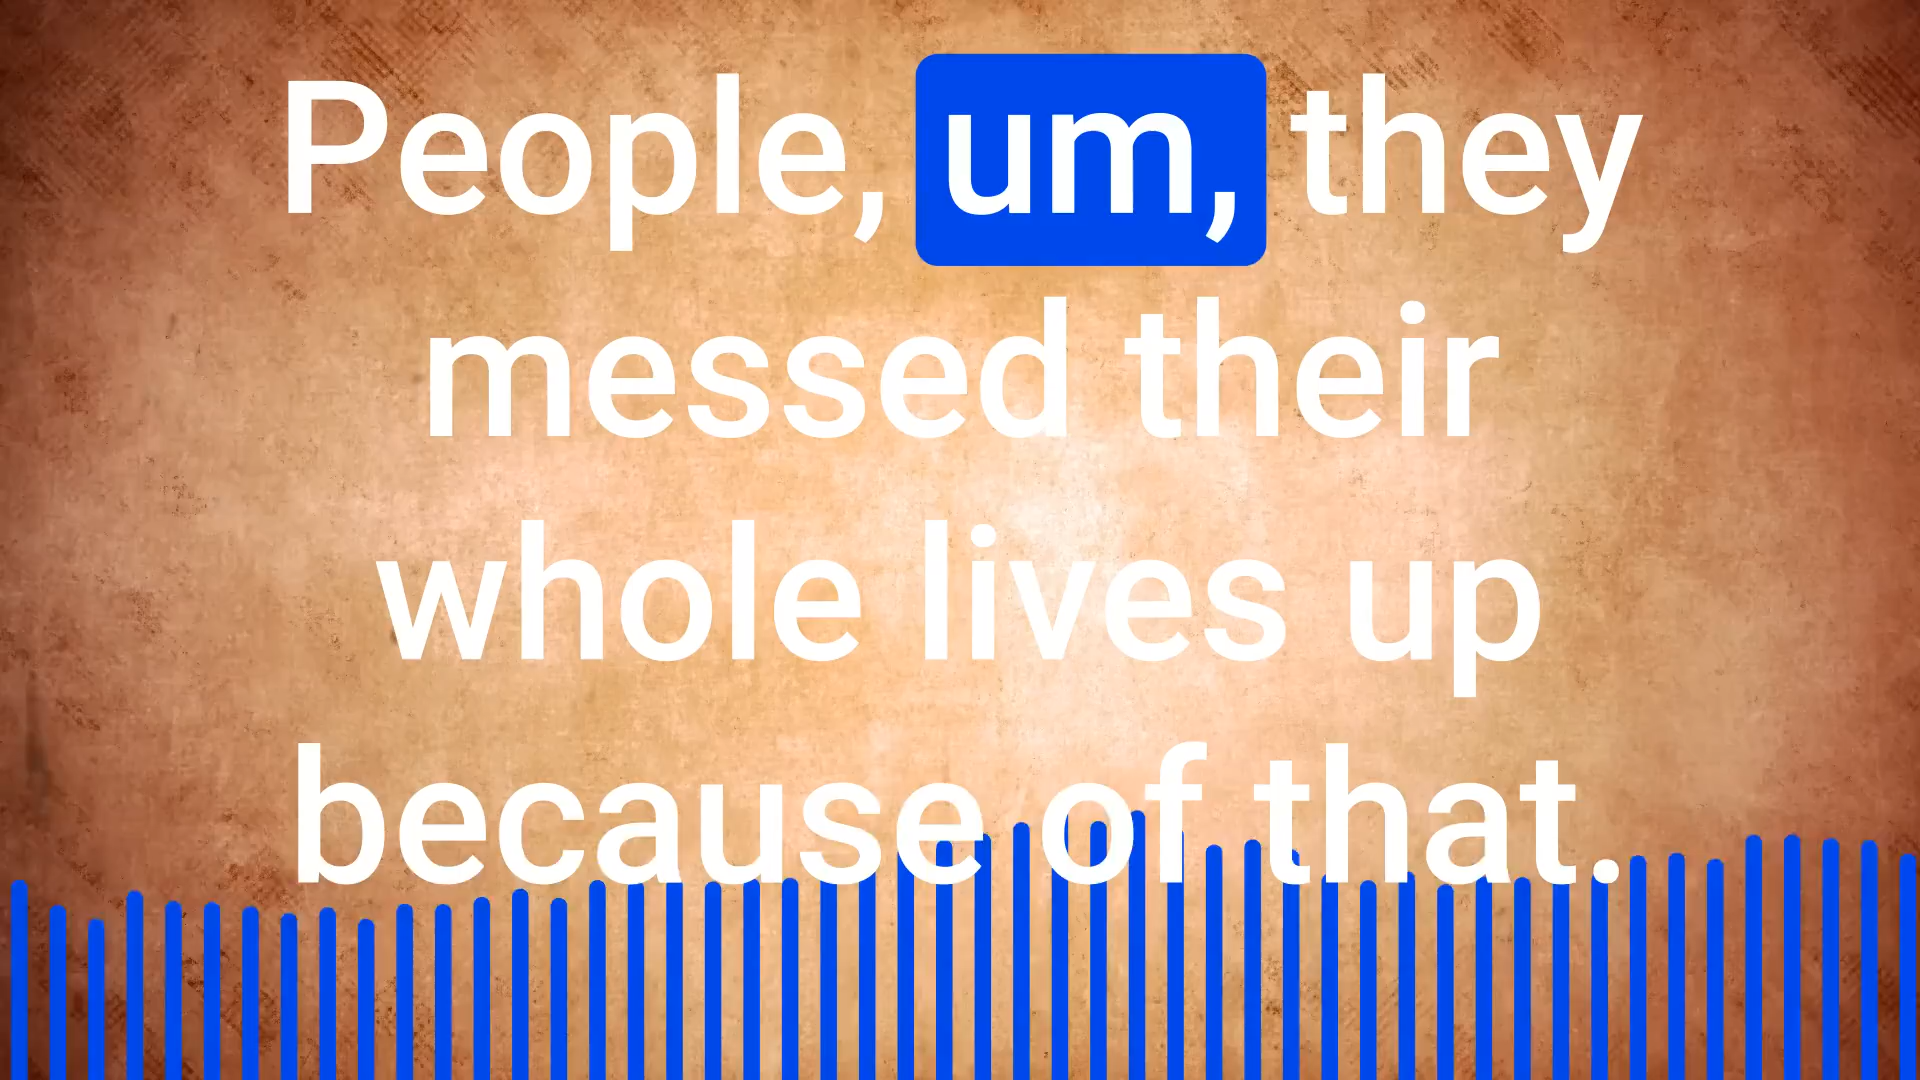 People, um, they
messed their
whole lives up
because of that.